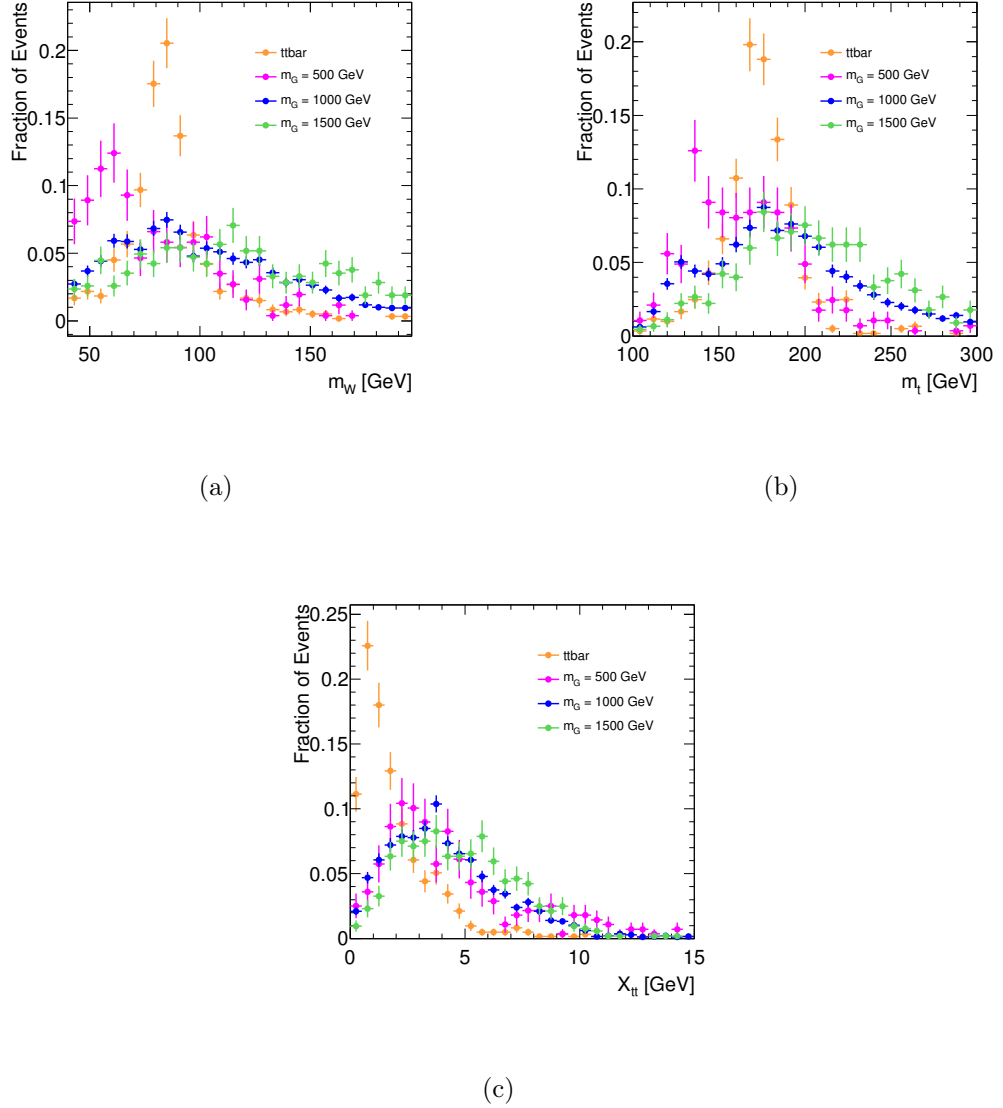 Fraction of Events
0.2
0.15
0.1
0.05
0
50
100
150
m_W [GeV]
ttbar
m_G = 500 GeV
m_G = 1000 GeV
m_G = 1500 GeV
(a)
Fraction of Events
0.2
0.15
0.1
0.05
0
100
150
200
250
300
m_t [GeV]
ttbar
m_G = 500 GeV
m_G = 1000 GeV
m_G = 1500 GeV
(b)
Fraction of Events
0.25
0.2
0.15
0.1
0.05
0
0
5
10
15
X_tt [GeV]
ttbar
m_G = 500 GeV
m_G = 1000 GeV
m_G = 1500 GeV
(c)